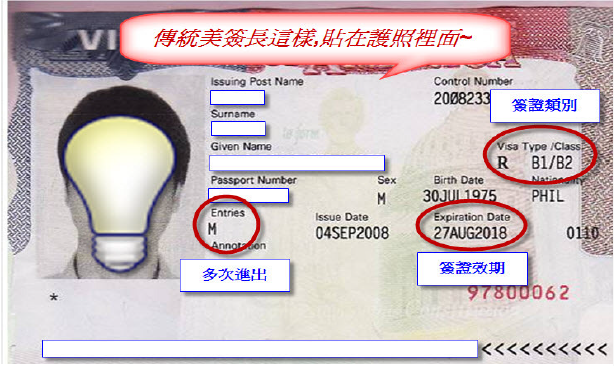 傳統美簽長這樣,貼在護照裡面~
VI
Issuing Post Name
Control Number
2008233
簽證類別
Surname
Visa Type /Class
R B1/B2
Given Name
Passport Number
Sex
M
Birth Date
30JUL1975
Nationality
PHIL
Entries
M
Issue Date
04SEP2008
Expiration Date
27AUG2018
0110
Annotation
多次進出
簽證效期
*
97800062
<<<<<<<<<<